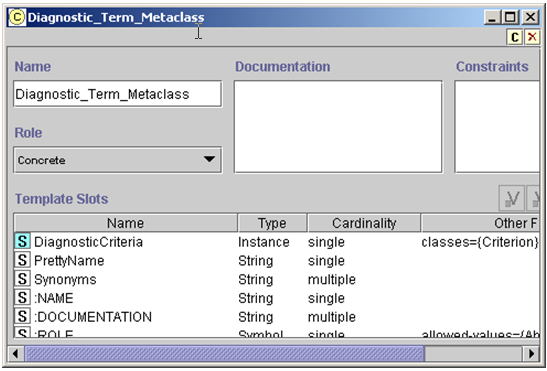 C Diagnostic_Term_Metaclass
C
Name Documentation Constraints
Diagnostic_Term_Metaclass
Role
Concrete
Template Slots
Name Type Cardinality Other F
S DiagnosticCriteria Instance single classes={Criterion}
S PrettyName String single
S Synonyms String multiple
S :NAME String single
S :DOCUMENTATION String multiple
S :ROLE Symbol single allowed-values={Ab